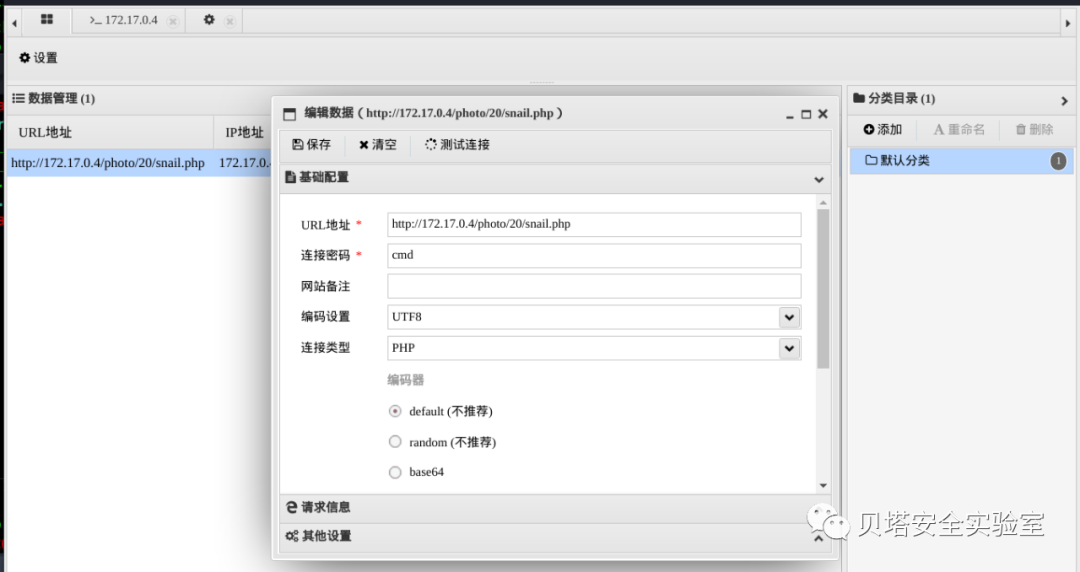 172.17.0.4
设置
数据管理 (1)
URL地址
IP地址
http://172.17.0.4/photo/20/snail.php
172.17.0.
编辑数据 ( http://172.17.0.4/photo/20/snail.php )
保存
清空
测试连接
基础配置
URL地址 *
http://172.17.0.4/photo/20/snail.php
连接密码 *
cmd
网站备注
编码设置
UTF8
连接类型
PHP
编码器
default (不推荐)
random (不推荐)
base64
请求信息
其他设置
分类目录 (1)
添加
重命名
删除
默认分类
1
贝塔安全实验室